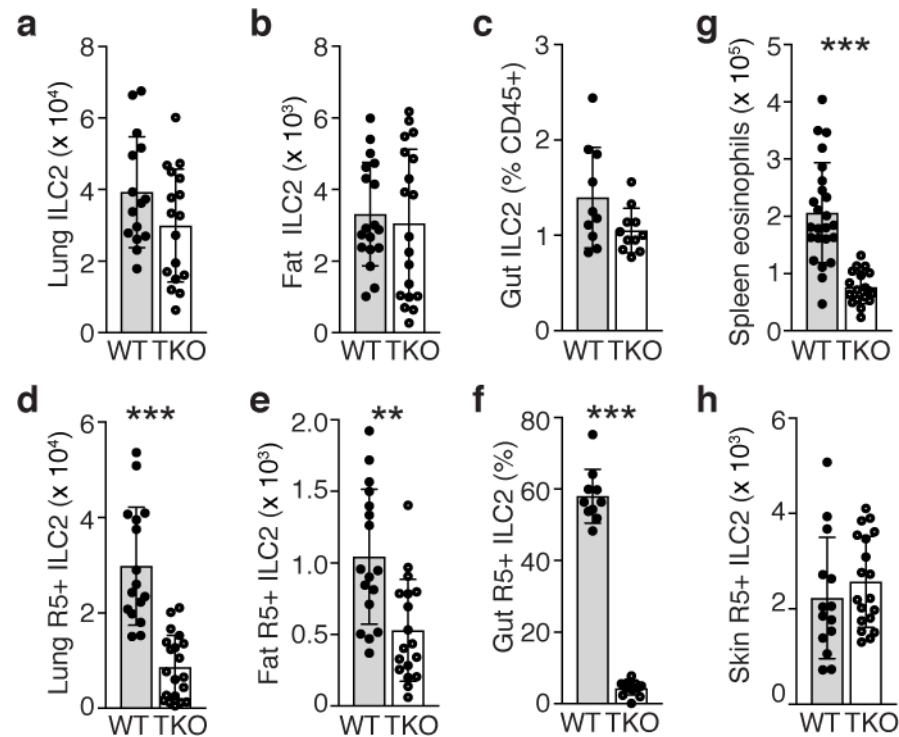 a
Lung ILC2 (x 10⁴)
8
6
4
2
0
WT TKO
b
Fat ILC2 (x 10³)
8
6
4
2
0
WT TKO
c
Gut ILC2 (% CD45+)
3
2
1
0
WT TKO
g
Spleen eosinophils (x 10⁵)
5
4
3
2
1
0
***
WT TKO
d
Lung R5+ ILC2 (x 10⁴)
6
4
2
0
***
WT TKO
e
Fat R5+ ILC2 (x 10³)
2.0
1.5
1.0
0.5
0
**
WT TKO
f
Gut R5+ ILC2 (%)
80
60
40
20
0
***
WT TKO
h
Skin R5+ ILC2 (x 10³)
6
4
2
0
WT TKO